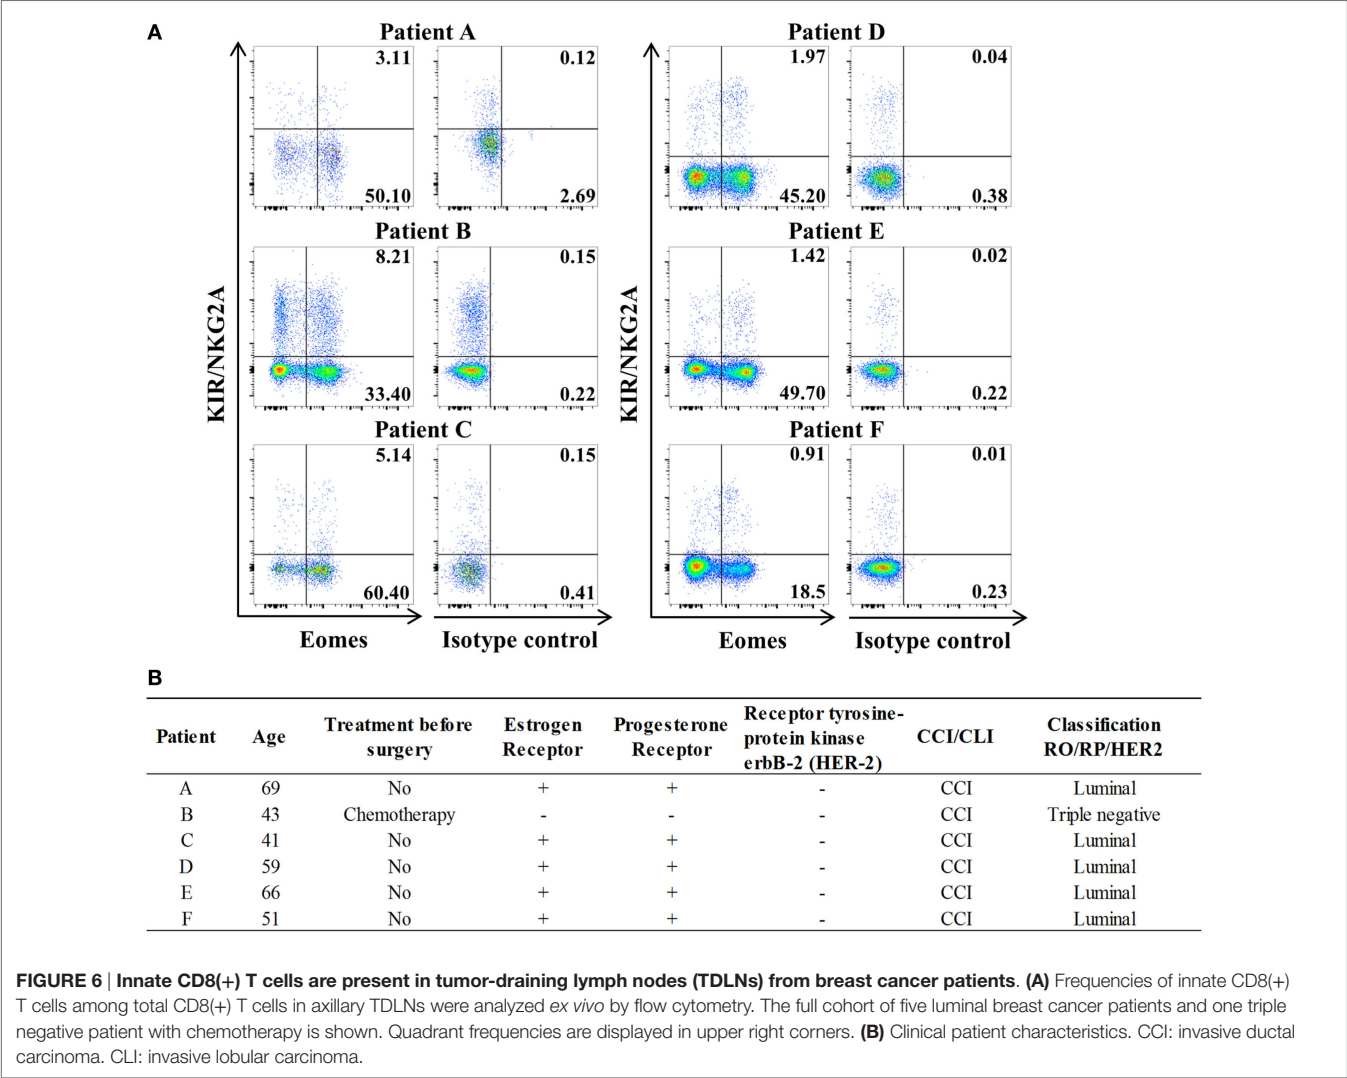 A
Patient A
3.11
0.12
50.10
2.69
Patient B
8.21
0.15
33.40
0.22
Patient C
5.14
0.15
60.40
0.41
KIR/NKG2A
Eomes
Isotype control
Patient D
1.97
0.04
45.20
0.38
Patient E
1.42
0.02
49.70
0.22
Patient F
0.91
0.01
18.5
0.23
KIR/NKG2A
Eomes
Isotype control
B
Patient Age Treatment before surgery Estrogen Receptor Progesterone Receptor Receptor tyrosine-protein kinase erbB-2 (HER-2) CCI/CLI Classification RO/RP/HER2
A 69 No + + - CCI Luminal
B 43 Chemotherapy - - - CCI Triple negative
C 41 No + + - CCI Luminal
D 59 No + + - CCI Luminal
E 66 No + + - CCI Luminal
F 51 No + + - CCI Luminal
FIGURE 6 | Innate CD8(+) T cells are present in tumor-draining lymph nodes (TDLNs) from breast cancer patients. (A) Frequencies of innate CD8(+)
T cells among total CD8(+) T cells in axillary TDLNs were analyzed ex vivo by flow cytometry. The full cohort of five luminal breast cancer patients and one triple
negative patient with chemotherapy is shown. Quadrant frequencies are displayed in upper right corners. (B) Clinical patient characteristics. CCI: invasive ductal
carcinoma. CLI: invasive lobular carcinoma.